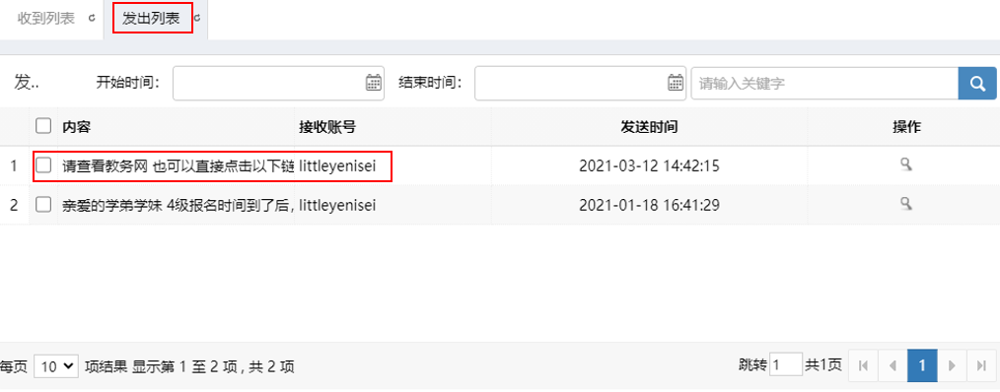 收到列表 发出列表
发.. 开始时间： 结束时间： 请输入关键字
内容 接收账号 发送时间 操作
1 请查看教务网 也可以直接点击以下链 littleyenisei 2021-03-12 14:42:15
2 亲爱的学弟学妹 4级报名时间到了后， littleyenisei 2021-01-18 16:41:29
每页 10 项结果 显示第 1 至 2 项 , 共 2 项 跳转 1 共1页 1